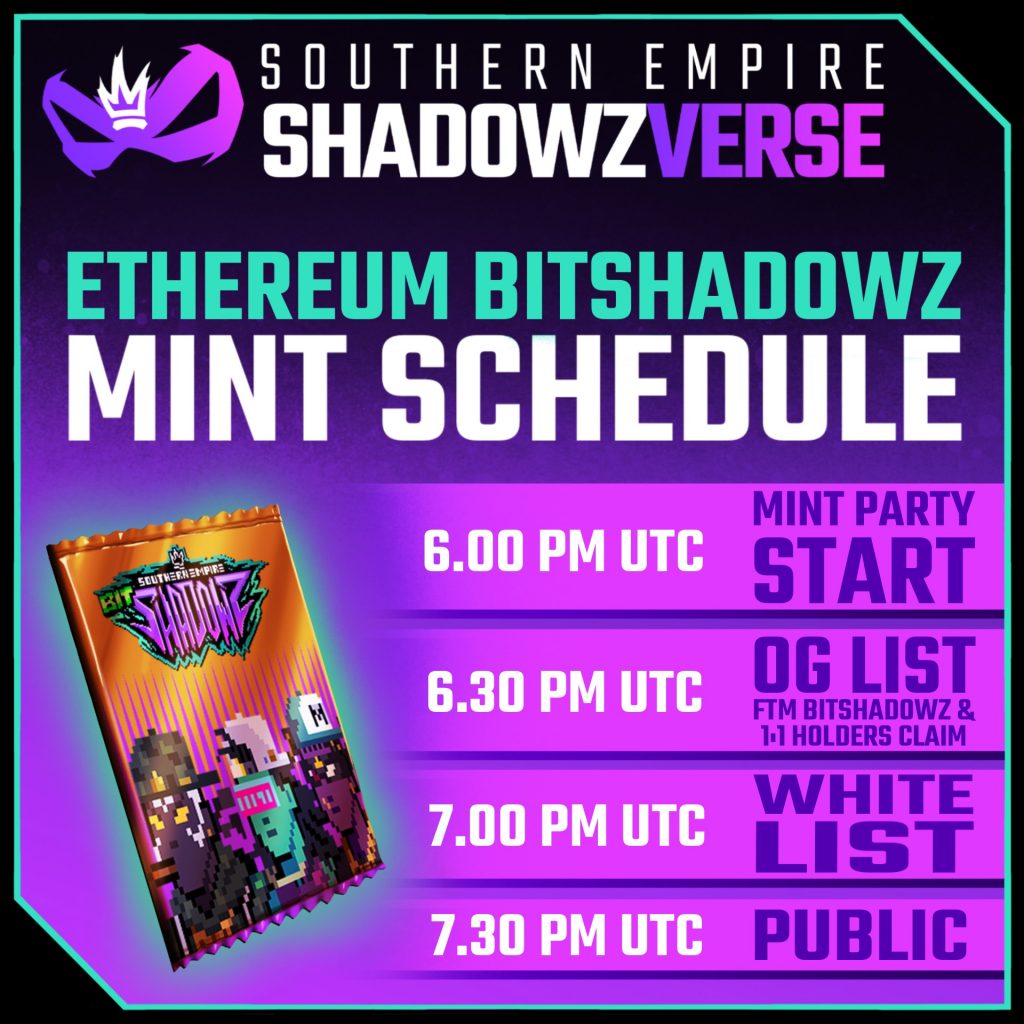 SOUTHERN EMPIRE
SHADOWZVERSE
ETHEREUM BITSHADOWZ
MINT SCHEDULE
SOUTHERN EMPIRE
BIT SHADOWZ
M
6.00 PM UTC
MINT PARTY
START
6.30 PM UTC
OG LIST
FTM BITSHADOWZ &
1·1 HOLDERS CLAIM
7.00 PM UTC
WHITE
LIST
7.30 PM UTC
PUBLIC